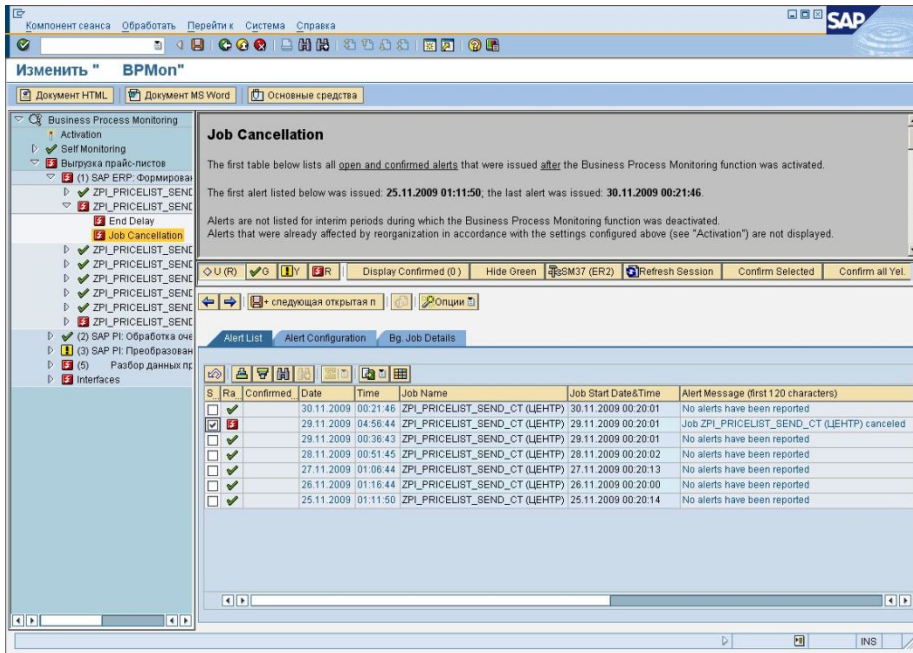 Компонент сеанса Обработать Перейти к Система Справка
SAP
Изменить " BPMon"
Документ HTML Документ MS Word Основные средства
Business Process Monitoring
Activation
Self Monitoring
Выгрузка прайс-листов
(1) SAP ERP: Формирован
ZPI_PRICELIST_SEND
ZPI_PRICELIST_SEND
End Delay
Job Cancellation
ZPI_PRICELIST_SEND
ZPI_PRICELIST_SEND
ZPI_PRICELIST_SEND
ZPI_PRICELIST_SEND
ZPI_PRICELIST_SEND
(2) SAP PI: Обработка оче
(3) SAP PI: Преобразован
(5) Разбор данных пр
Interfaces
Job Cancellation
The first table below lists all open and confirmed alerts that were issued after the Business Process Monitoring function was activated.
The first alert listed below was issued: 25.11.2009 01:11:50; the last alert was issued: 30.11.2009 00:21:46.
Alerts are not listed for interim periods during which the Business Process Monitoring function was deactivated.
Alerts that were already affected by reorganization in accordance with the settings configured above (see "Activation") are not displayed.
U (R) G Y R Display Confirmed (0 ) Hide Green SM37 (ER2) Refresh Session Confirm Selected Confirm all Yel.
+ следующая открытая п Опции
Alert List Alert Configuration Bg. Job Details
S Ra Confirmed Date Time Job Name Job Start Date&Time Alert Message (first 120 characters)
30.11.2009 00:21:46 ZPI_PRICELIST_SEND_CT (ЦЕНТР) 30.11.2009 00:20:01 No alerts have been reported
29.11.2009 04:56:44 ZPI_PRICELIST_SEND_CT (ЦЕНТР) 29.11.2009 00:20:01 Job ZPI_PRICELIST_SEND_CT (ЦЕНТР) canceled
29.11.2009 00:36:43 ZPI_PRICELIST_SEND_CT (ЦЕНТР) 29.11.2009 00:20:01 No alerts have been reported
28.11.2009 00:51:45 ZPI_PRICELIST_SEND_CT (ЦЕНТР) 28.11.2009 00:20:02 No alerts have been reported
27.11.2009 01:06:44 ZPI_PRICELIST_SEND_CT (ЦЕНТР) 27.11.2009 00:20:13 No alerts have been reported
26.11.2009 01:16:44 ZPI_PRICELIST_SEND_CT (ЦЕНТР) 26.11.2009 00:20:00 No alerts have been reported
25.11.2009 01:11:50 ZPI_PRICELIST_SEND_CT (ЦЕНТР) 25.11.2009 00:20:14 No alerts have been reported
INS